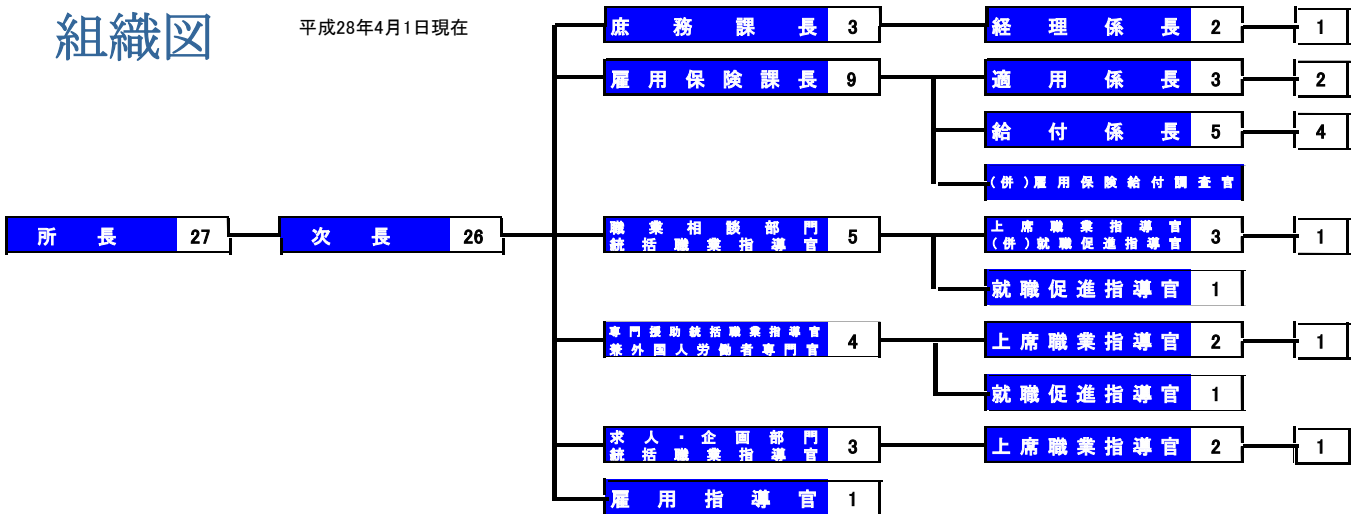 組織図
平成28年4月1日現在
庶務課長 3
経理係長 2
1
雇用保険課長 9
適用係長 3
2
給付係長 5
4
(併)雇用保険給付調査官
所長 27
次長 26
職業相談部門
統括職業指導官
5
上席職業指導官
(併)就職促進指導官
3
1
就職促進指導官 1
専門援助統括職業指導官
兼外国人労働者専門官
4
上席職業指導官 2
1
就職促進指導官 1
求人・企画部門
統括職業指導官
3
上席職業指導官 2
1
雇用指導官 1